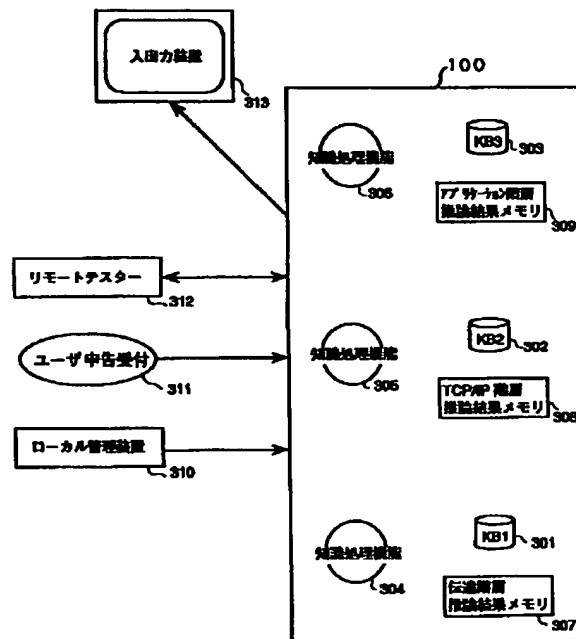 入出力装置
313
100
知識処理機能
306
KB3
303
アプリケーション階層
推論結果メモリ
309
リモートテスター
312
ユーザ申告受付
311
ローカル管理装置
310
知識処理機能
305
KB2
302
TCP/IP 階層
推論結果メモリ
308
知識処理機能
304
KB1
301
伝達階層
推論結果メモリ
307